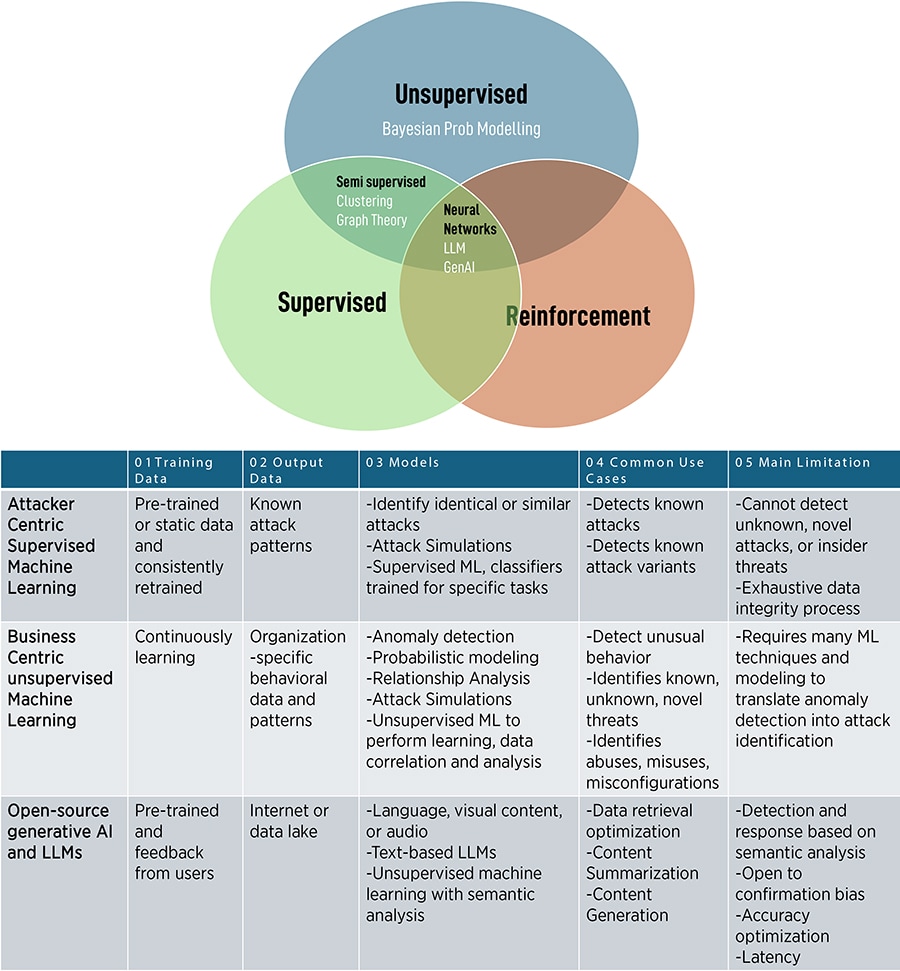 Unsupervised
Bayesian Prob Modelling
Semi supervised
Clustering
Graph Theory
Neural
Networks
LLM
GenAI
Supervised
Reinforcement
01 Training
Data
02 Output
Data
03 Models
04 Common Use
Cases
05 Main Limitation
Attacker
Centric
Supervised
Machine
Learning
Pre-trained
or static data
and
consistently
retrained
Known
attack
patterns
-Identify identical or similar
attacks
-Attack Simulations
-Supervised ML, classifiers
trained for specific tasks
-Detects known
attacks
-Detects known
attack variants
-Cannot detect
unknown, novel
attacks, or insider
threats
-Exhaustive data
integrity process
Business
Centric
unsupervised
Machine
Learning
Continuously
learning
Organization
-specific
behavioral
data and
patterns
-Anomaly detection
-Probabilistic modeling
-Relationship Analysis
-Attack Simulations
-Unsupervised ML to
perform learning, data
correlation and analysis
-Detect unusual
behavior
-Identifies known,
unknown, novel
threats
-Identifies
abuses, misuses,
misconfigurations
-Requires many ML
techniques and
modeling to
translate anomaly
detection into attack
identification
Open-source
generative AI
and LLMs
Pre-trained
and
feedback
from users
Internet or
data lake
-Language, visual content,
or audio
-Text-based LLMs
-Unsupervised machine
learning with semantic
analysis
-Data retrieval
optimization
-Content
Summarization
-Content
Generation
-Detection and
response based on
semantic analysis
-Open to
confirmation bias
-Accuracy
optimization
-Latency